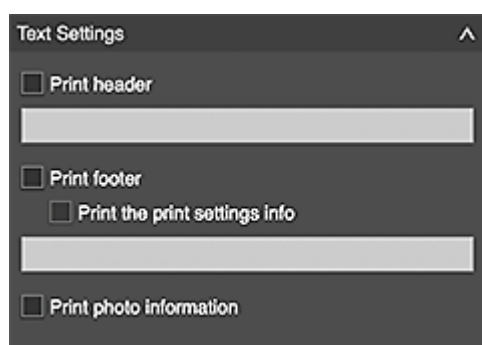 Text Settings
Print header
Print footer
Print the print settings info
Print photo information